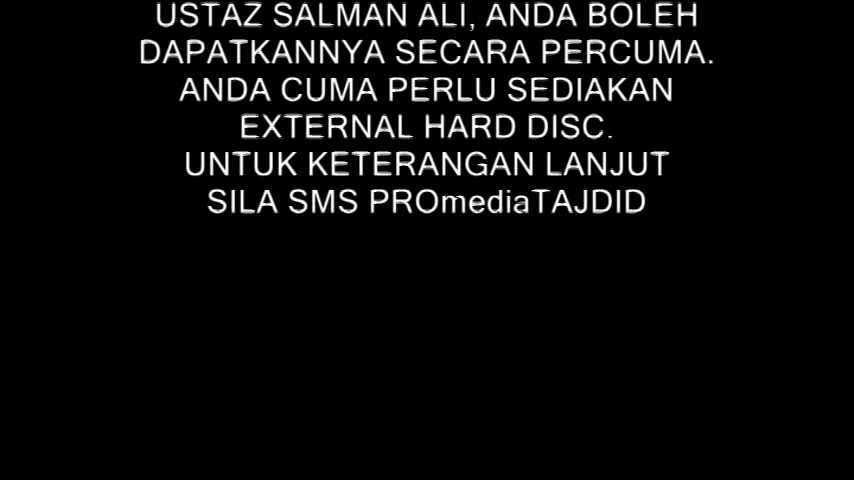 USTAZ SALMAN ALI, ANDA BOLEH
DAPATKANNYA SECARA PERCUMA.
ANDA CUMA PERLU SEDIAKAN
EXTERNAL HARD DISC.
UNTUK KETERANGAN LANJUT
SILA SMS PROmediaTAJDID